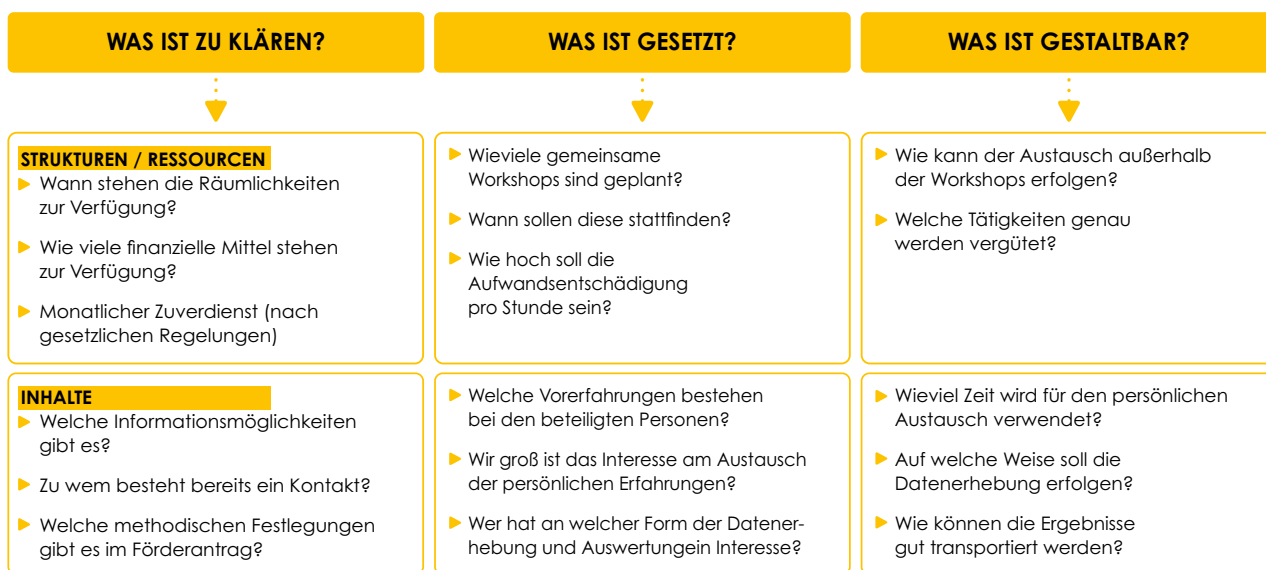 WAS IST ZU KLÄREN?
WAS IST GESETZT?
WAS IST GESTALTBAR?
STRUKTUREN / RESSOURCEN
Wann stehen die Räumlichkeiten
zur Verfügung?
Wie viele finanzielle Mittel stehen
zur Verfügung?
Monatlicher Zuverdienst (nach
gesetzlichen Regelungen)
Wieviele gemeinsame
Workshops sind geplant?
Wann sollen diese stattfinden?
Wie hoch soll die
Aufwandsentschädigung
pro Stunde sein?
Wie kann der Austausch außerhalb
der Workshops erfolgen?
Welche Tätigkeiten genau
werden vergütet?
INHALTE
Welche Informationsmöglichkeiten
gibt es?
Zu wem besteht bereits ein Kontakt?
Welche methodischen Festlegungen
gibt es im Förderantrag?
Welche Vorerfahrungen bestehen
bei den beteiligten Personen?
Wir groß ist das Interesse am Austausch
der persönlichen Erfahrungen?
Wer hat an welcher Form der Datener-
hebung und Auswertungein Interesse?
Wieviel Zeit wird für den persönlichen
Austausch verwendet?
Auf welche Weise soll die
Datenerhebung erfolgen?
Wie können die Ergebnisse
gut transportiert werden?